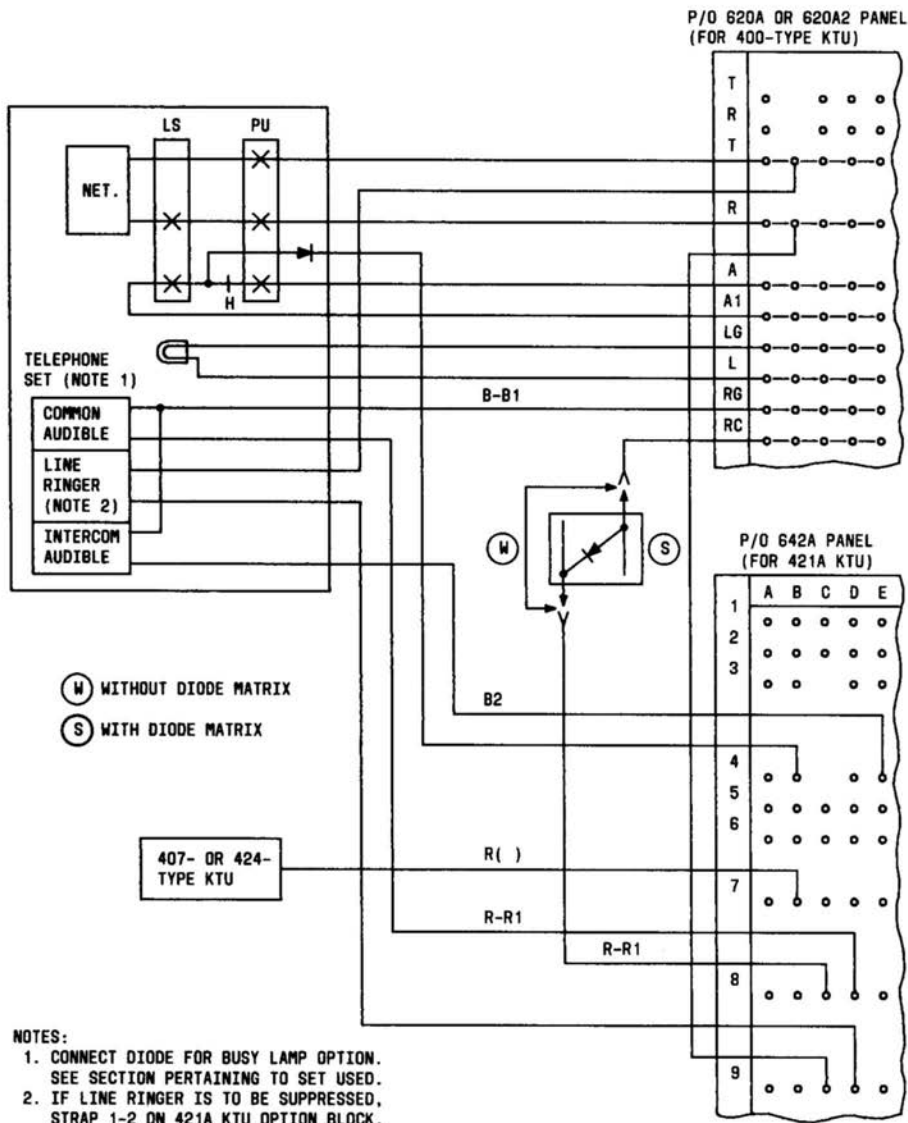 P/O 620A OR 620A2 PANEL
(FOR 400-TYPE KTU)
T
R
T
R
A
A1
LG
L
RG
RC
LS
PU
NET.
H
TELEPHONE
SET (NOTE 1)
COMMON
AUDIBLE
LINE
RINGER
(NOTE 2)
INTERCOM
AUDIBLE
B-B1
W
S
P/O 642A PANEL
(FOR 421A KTU)
A B C D E
1
2
3
4
5
6
7
8
9
W WITHOUT DIODE MATRIX
S WITH DIODE MATRIX
B2
407- OR 424-
TYPE KTU
R( )
R-R1
R-R1
NOTES:
1. CONNECT DIODE FOR BUSY LAMP OPTION.
SEE SECTION PERTAINING TO SET USED.
2. IF LINE RINGER IS TO BE SUPPRESSED,
STRAP 1-2 ON 421A KTU OPTION BLOCK.